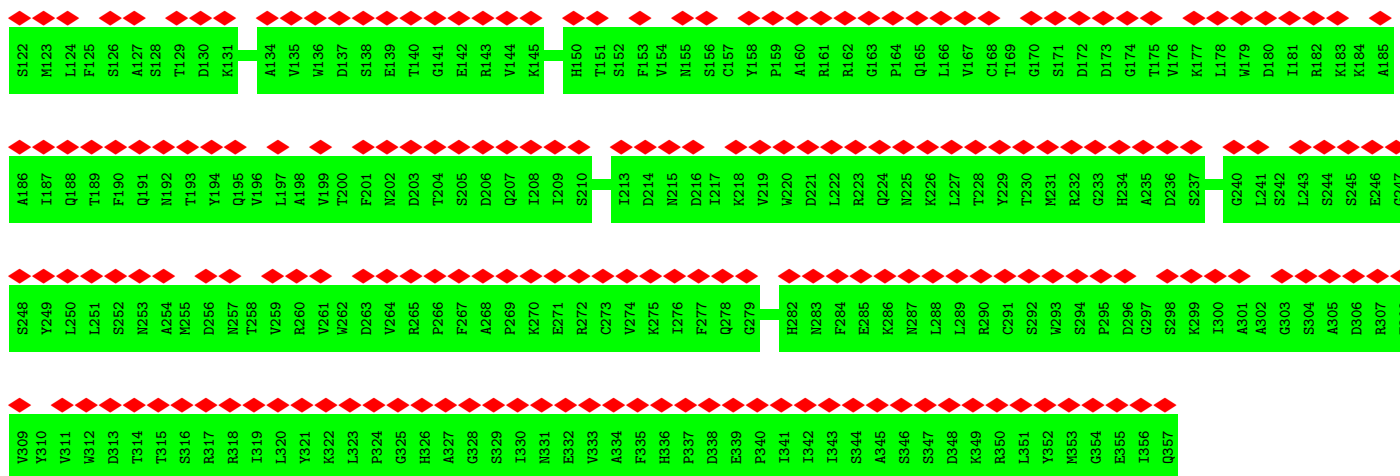 S122 M123 L124 F125 S126 A127 S128 T129 D130 K131 A134 V135 W136 D137 S138 E139 T140 G141 E142 R143 V144 K145 H150 T151 S152 F153 V154 N155 S156 C157 Y158 P159 A160 R161 R162 G163 P164 Q165 L166 V167 C168 T169 G170 S171 D172 D173 G174 T175 V176 K177 L178 W179 D180 I181 R182 K183 K184 A185
A186 I187 Q188 T189 F190 Q191 N192 T193 Y194 Q195 V196 L197 A198 V199 T200 F201 N202 D203 T204 S205 D206 Q207 I208 I209 S210 I213 D214 N215 D216 I217 K218 V219 W220 D221 L222 R223 Q224 N225 K226 L227 T228 Y229 T230 M231 R232 G233 H234 A235 D236 S237 G240 L241 S242 L243 S244 S245 E246 G247
S248 Y249 L250 L251 S252 N253 A254 M255 D256 N257 T258 V259 R260 V261 W262 D263 V264 R265 P266 F267 A268 P269 K270 E271 R272 C273 V274 K275 I276 F277 Q278 G279 H282 N283 F284 E285 K286 N287 L288 L289 R290 C291 S292 W293 S294 P295 D296 G297 S298 K299 I300 A301 A302 G303 S304 A305 D306 R307
V309 Y310 V311 W312 D313 T314 T315 S316 R317 R318 I319 L320 Y321 K322 L323 P324 G325 H326 A327 G328 S329 I330 N331 E332 V333 A334 F335 H336 P337 D338 E339 P340 I341 I342 I343 S344 A345 S346 S347 D348 K349 R350 L351 Y352 M353 G354 E355 I356 Q357